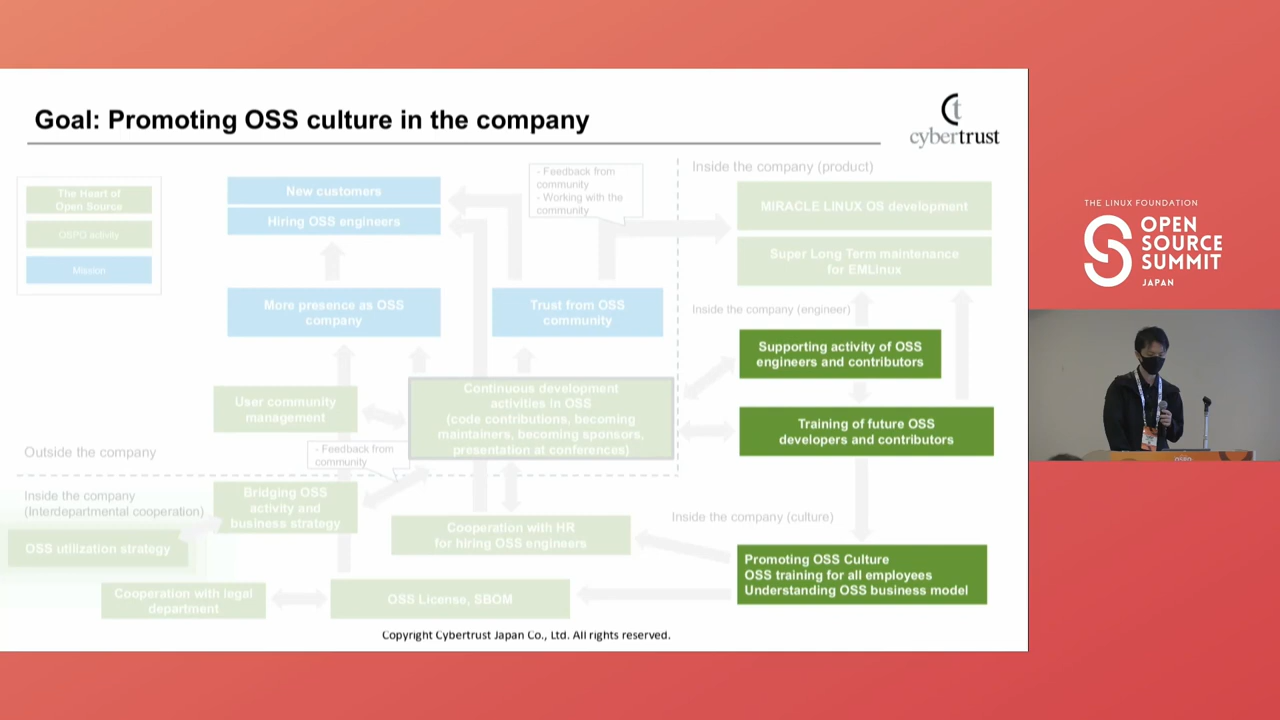 Goal: Promoting OSS culture in the company
cybertrust
The Heart of
Open Source
OSPO activity
Mission
New customers
Hiring OSS engineers
- Feedback from
community
- Working with the
community
Inside the company (product)
MIRACLE LINUX OS development
Super Long Term maintenance
for EMLinux
More presence as OSS
company
Trust from OSS
community
Inside the company (engineer)
Supporting activity of OSS
engineers and contributors
User community
management
Continuous development
activities in OSS
(code contributions, becoming
maintainers, becoming sponsors,
presentation at conferences)
Training of future OSS
developers and contributors
Outside the company
- Feedback from
community
Inside the company
(Interdepartmental cooperation)
Bridging OSS
activity and
business strategy
OSS utilization strategy
Cooperation with HR
for hiring OSS engineers
Inside the company (culture)
Promoting OSS Culture
OSS training for all employees
Understanding OSS business model
Cooperation with legal
department
OSS License, SBOM
Copyright Cybertrust Japan Co., Ltd. All rights reserved.
THE LINUX FOUNDATION
OPEN
SOURCE
SUMMIT
JAPAN